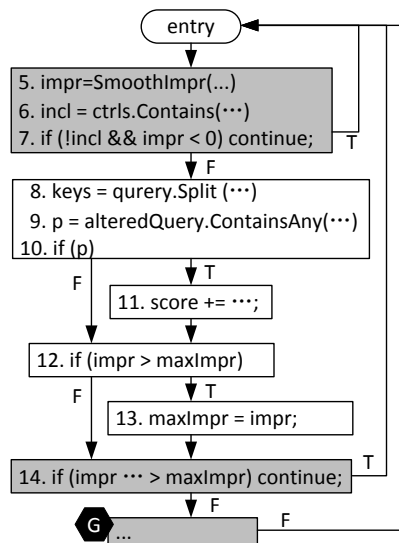 entry
5. impr=SmoothImpr(...)
6. incl = ctrls.Contains(⋯)
7. if (!incl && impr < 0) continue;
T
F
8. keys = qurery.Split (⋯)
9. p = alteredQuery.ContainsAny(⋯)
10. if (p)
F
T
11. score += ⋯;
12. if (impr > maxImpr)
F
T
13. maxImpr = impr;
14. if (impr ⋯ > maxImpr) continue;
T
F
G
...
F